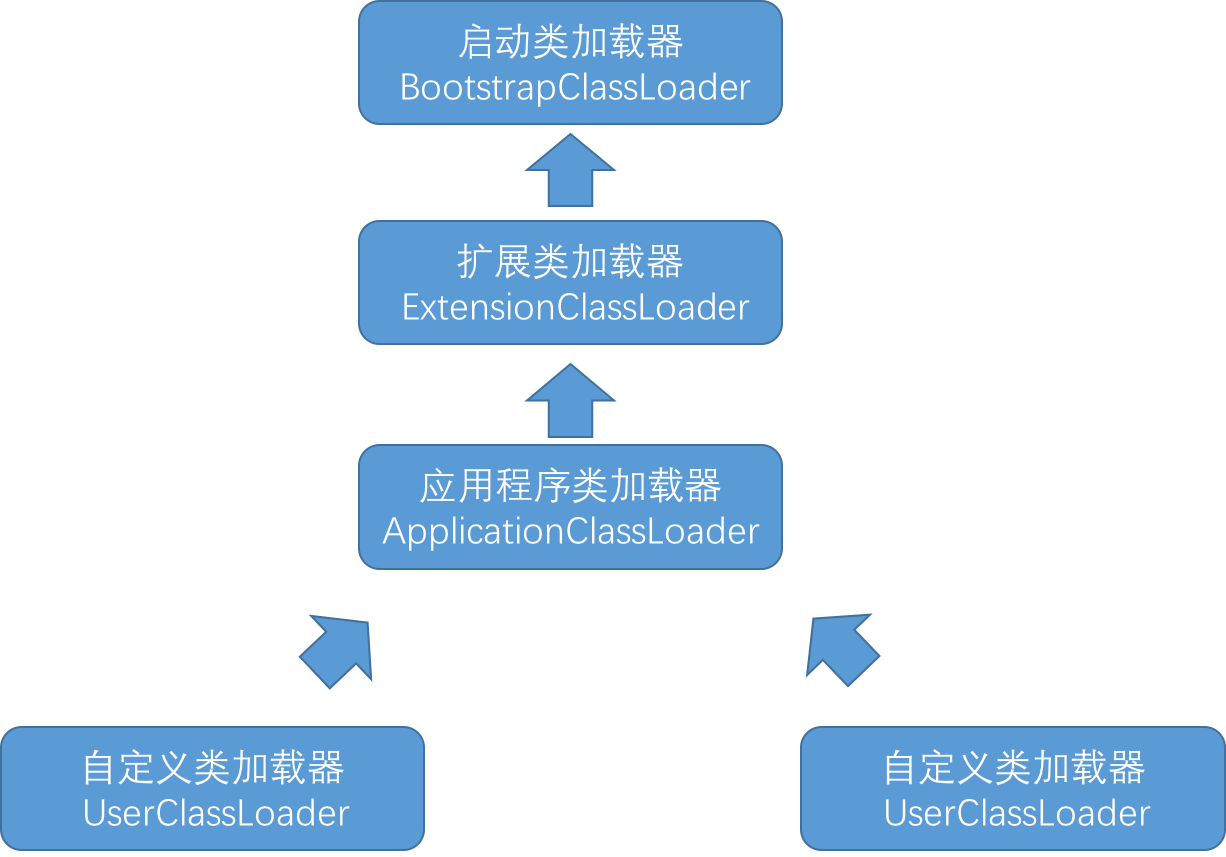 启动类加载器
BootstrapClassLoader
扩展类加载器
ExtensionClassLoader
应用程序类加载器
ApplicationClassLoader
自定义类加载器
UserClassLoader
自定义类加载器
UserClassLoader